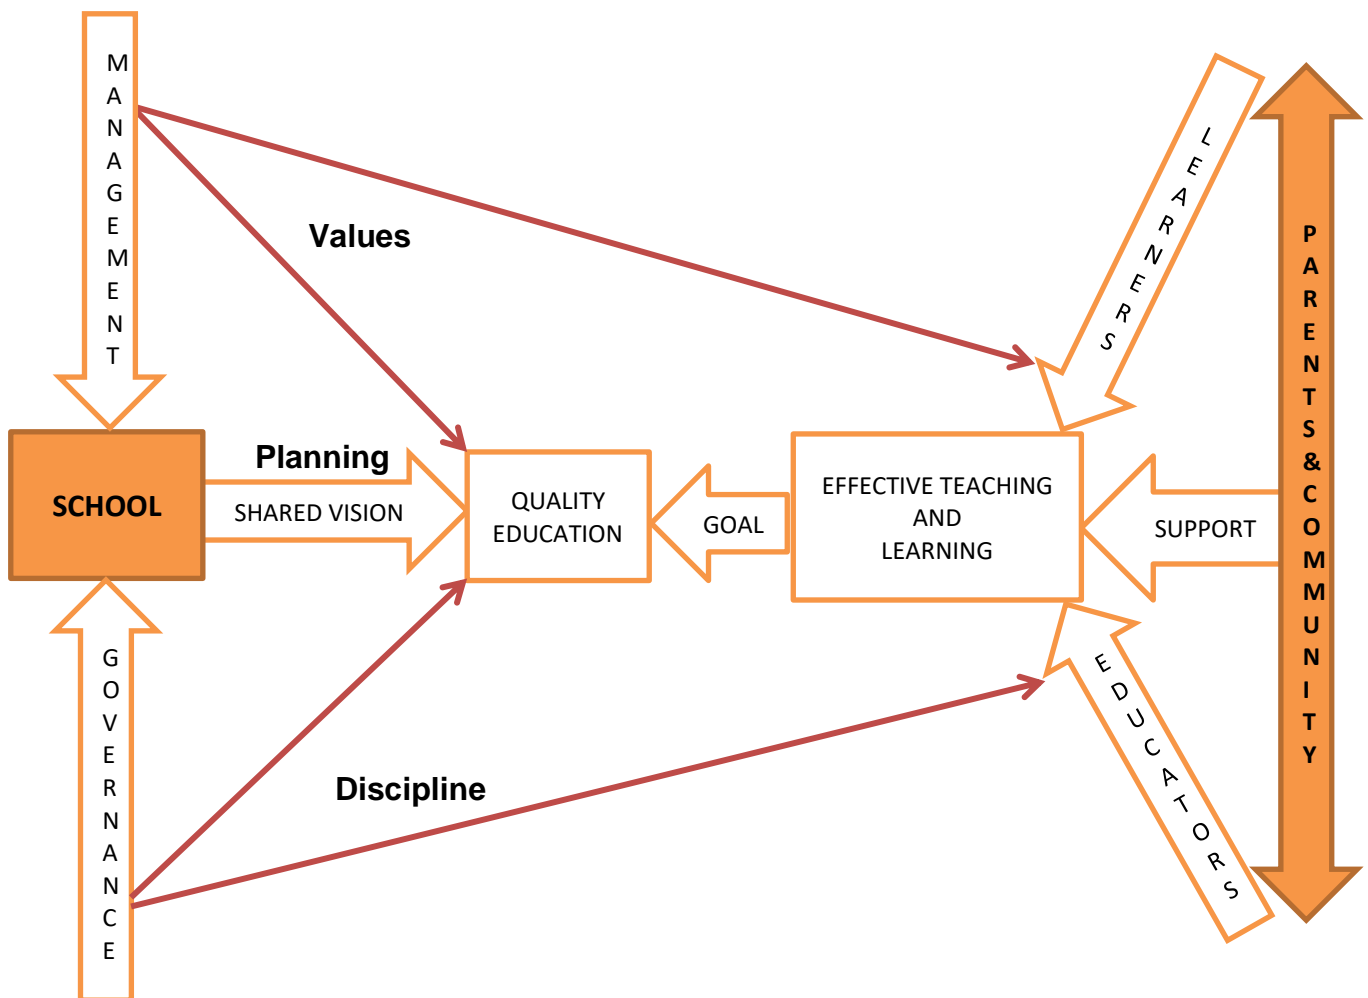 MANAGEMENT
LEARNERS
PARENTS&COMMUNITY
Values
Planning
SCHOOL
SHARED VISION
QUALITY
EDUCATION
GOAL
EFFECTIVE TEACHING
AND
LEARNING
SUPPORT
GOVERNANCE
EDUCATORS
Discipline